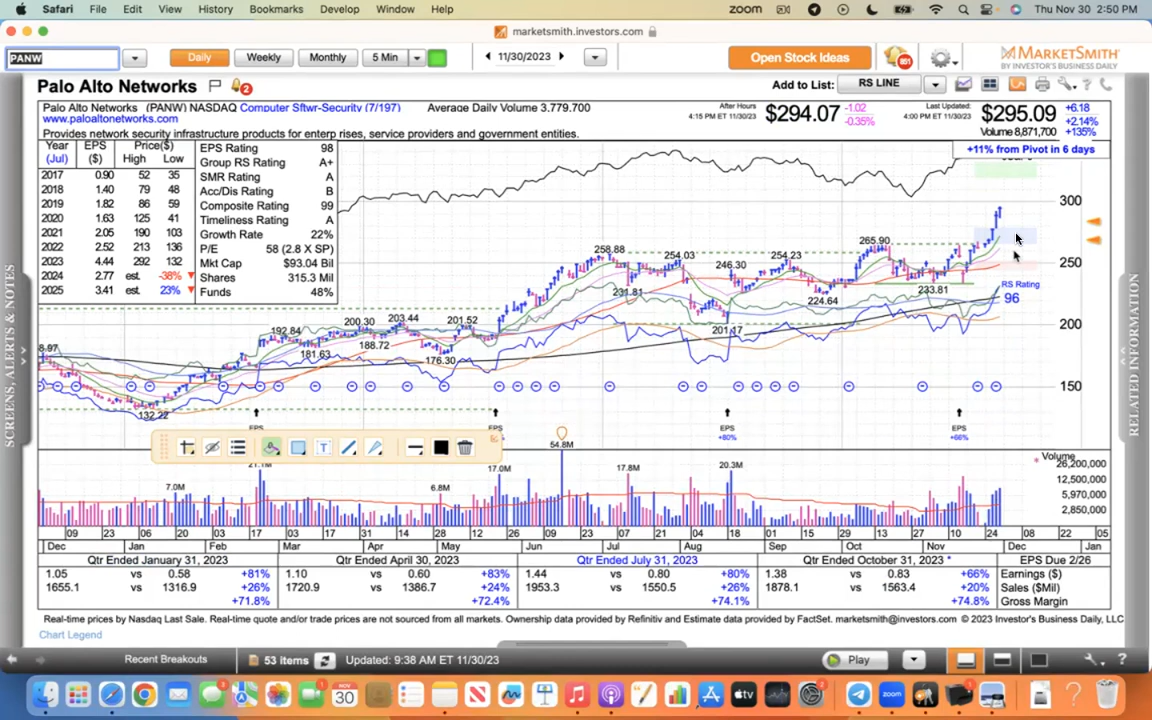 Safari File Edit View History Bookmarks Develop Window Help zoom Thu Nov 30 2:50 PM
marketsmith.investors.com
PANW Daily Weekly Monthly 5 Min 11/30/2023 Open Stock Ideas MARKETSMITH
BY INVESTOR'S BUSINESS DAILY
Palo Alto Networks 2 Add to List: RS LINE
Palo Alto Networks (PANW) NASDAQ Computer Sftwr-Security (7/197) Average Daily Volume 3,779,700
www.paloaltonetworks.com
Provides network security infrastructure products for enterp rises, service providers and government entities.
After Hours
4:15 PM ET 11/30/23 $294.07 -1.02
-0.35%
Last Updated:
4:00 PM ET 11/30/23 $295.09 +6.18
+2.14%
Volume 8,871,700 +135%
+11% from Pivot in 6 days
Year EPS Price($)
(Jul) ($) High Low
2017 0.90 52 35
2018 1.40 79 48
2019 1.82 86 59
2020 1.63 125 41
2021 2.05 190 103
2022 2.52 213 136
2023 4.44 292 132
2024 2.77 est. -38%
2025 3.41 est. 23%
EPS Rating 98
Group RS Rating A+
SMR Rating A
Acc/Dis Rating B
Composite Rating 99
Timeliness Rating A
Growth Rate 22%
P/E 58 (2.8 X SP)
Mkt Cap $93.04 Bil
Shares 315.3 Mil
Funds 48%
300
265.90
258.88 254.03 254.23
246.30 250
231.81 233.81
224.64
RS Rating
96
200.30 203.44 201.52 201.17 200
192.84
181.63 188.72 176.30
8.97
150
132.22
EPS EPS EPS
+80% +66%
54.8M
21.1M 17.0M 17.8M 20.3M
7.0M 6.8M
Volume
26,200,000
12,500,000
5,970,000
2,850,000
09 23 06 20 03 17 03 17 31 14 28 12 26 09 23 07 21 04 18 01 15 29 13 27 10 24 08 22 05
Dec Jan Feb Mar Apr May Jun Jul Aug Sep Oct Nov Dec Jan
Qtr Ended January 31, 2023 Qtr Ended April 30, 2023 Qtr Ended July 31, 2023 Qtr Ended October 31, 2023 * EPS Due 2/26
1.05 vs 0.58 +81% 1.10 vs 0.60 +83% 1.44 vs 0.80 +80% 1.38 vs 0.83 +66% Earnings ($)
1655.1 vs 1316.9 +26% 1720.9 vs 1386.7 +24% 1953.3 vs 1550.5 +26% 1878.1 vs 1563.4 +20% Sales ($Mil)
+71.8% +72.4% +74.1% +74.8% Gross Margin
Real-time prices by Nasdaq Last Sale. Real-time quote and/or trade prices are not sourced from all markets. Ownership data provided by Refinitiv and Estimate data provided by FactSet. marketsmith@investors.com © 2023 Investor's Business Daily, LLC
Chart Legend
Recent Breakouts 53 items Updated: 9:38 AM ET 11/30/23 Play
SCREENS, ALERTS & NOTES
RELATED INFORMATION